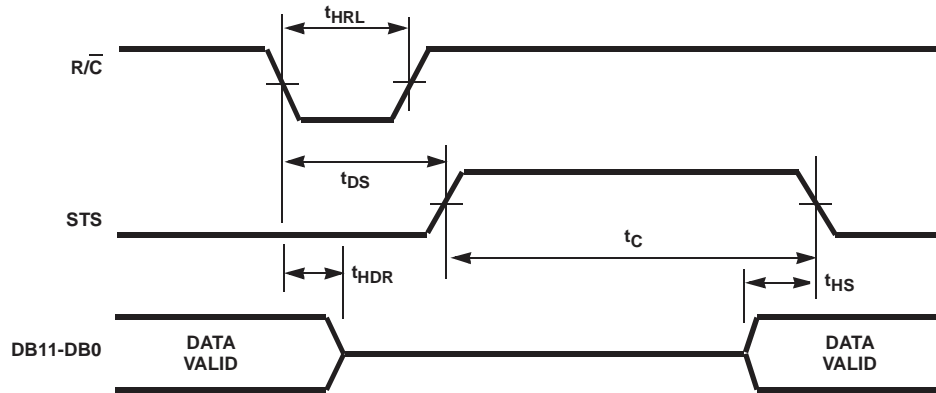 tHRL
R/C̅
tDS
STS
tC
tHDR
tHS
DB11-DB0
DATA
VALID
DATA
VALID